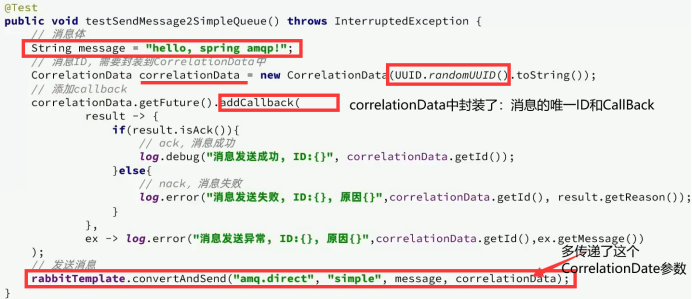 @Test
public void testSendMessage2SimpleQueue() throws InterruptedException {
// 消息体
String message = "hello, spring amqp!";
// 消息ID, 需要封装到CorrelationData中
CorrelationData correlationData = new CorrelationData(UUID.randomUUID().toString());
// 添加callback
correlationData.getFuture().addCallback(
correlationData中封装了：消息的唯一ID和CallBack
result -> {
if(result.isAck()){
// ack, 消息成功
log.debug("消息发送成功, ID:{}", correlationData.getId());
}else{
// nack, 消息失败
log.error("消息发送失败, ID:{}, 原因{}",correlationData.getId(), result.getReason());
}
},
ex -> log.error("消息发送异常, ID:{}, 原因{}",correlationData.getId(),ex.getMessage())
);
多传递了这个
CorrelationDate参数
// 发送消息
rabbitTemplate.convertAndSend("amq.direct", "simple", message, correlationData);
}